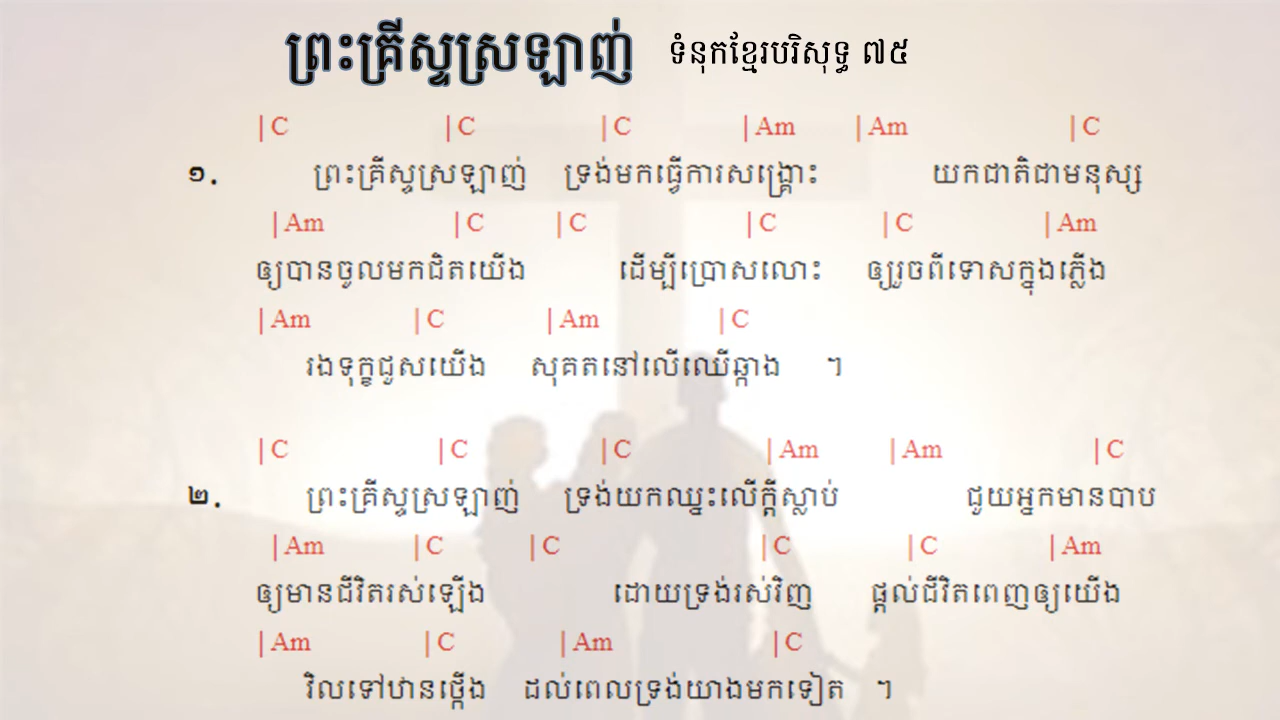 ព្រះគ្រីស្ទស្រឡាញ់ ទំនុកខ្មែរបរិសុទ្ធ ៧៥
|C |C |C |Am |Am |C
១. ព្រះគ្រីស្ទស្រឡាញ់ ទ្រង់មកធ្វើការសង្គ្រោះ យកជាតិជាមនុស្ស
|Am |C |C |C |C |Am
ឲ្យបានចូលមកជិតយើង ដើម្បីប្រោសលោះ ឲ្យរួចពីទោសក្នុងភ្លើង
|Am |C |Am |C
រងទុក្ខជួសយើង សុគតនៅលើឈើឆ្កាង ។
|C |C |C |Am |Am |C
២. ព្រះគ្រីស្ទស្រឡាញ់ ទ្រង់យកឈ្នះលើក្ដីស្លាប់ ជួយអ្នកមានបាប
|Am |C |C |C |C |Am
ឲ្យមានជីវិតរស់ឡើង ដោយទ្រង់រស់វិញ ផ្ដល់ជីវិតពេញឲ្យយើង
|Am |C |Am |C
វិលទៅឋានថ្កើង ដល់ពេលទ្រង់យាងមកទៀត ។